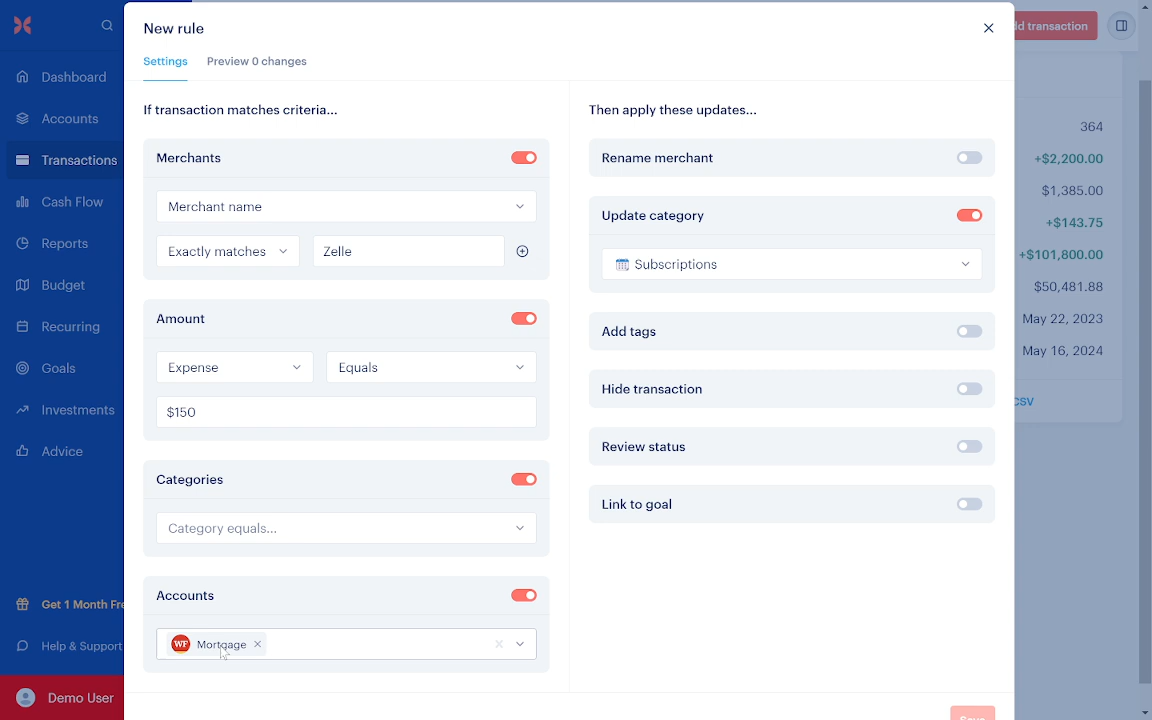 New rule
Settings
Preview 0 changes
If transaction matches criteria...
Merchants
Merchant name
Exactly matches
Zelle
Amount
Expense
Equals
$150
Categories
Category equals...
Accounts
WF Mortgage
Then apply these updates...
Rename merchant
Update category
Subscriptions
Add tags
Hide transaction
Review status
Link to goal
Save
Dashboard
Accounts
Transactions
Cash Flow
Reports
Budget
Recurring
Goals
Investments
Advice
Get 1 Month Fre
Help & Support
Demo User
dd transaction
364
+$2,200.00
$1,385.00
+$143.75
+$101,800.00
$50,481.88
May 22, 2023
May 16, 2024
CSV